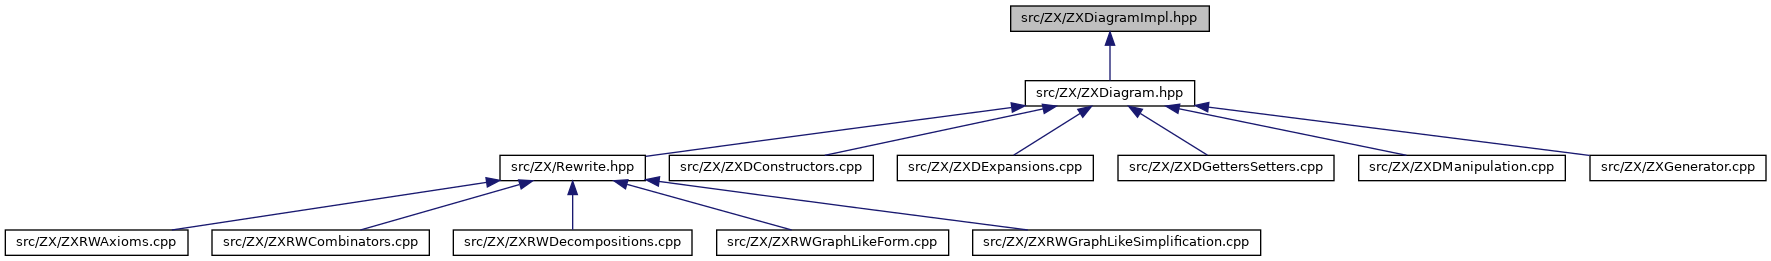 src/ZX/ZXDiagramImpl.hpp
src/ZX/ZXDiagram.hpp
src/ZX/Rewrite.hpp
src/ZX/ZXDConstructors.cpp
src/ZX/ZXDExpansions.cpp
src/ZX/ZXDGettersSetters.cpp
src/ZX/ZXDManipulation.cpp
src/ZX/ZXGenerator.cpp
src/ZX/ZXRWAxioms.cpp
src/ZX/ZXRWCombinators.cpp
src/ZX/ZXRWDecompositions.cpp
src/ZX/ZXRWGraphLikeForm.cpp
src/ZX/ZXRWGraphLikeSimplification.cpp